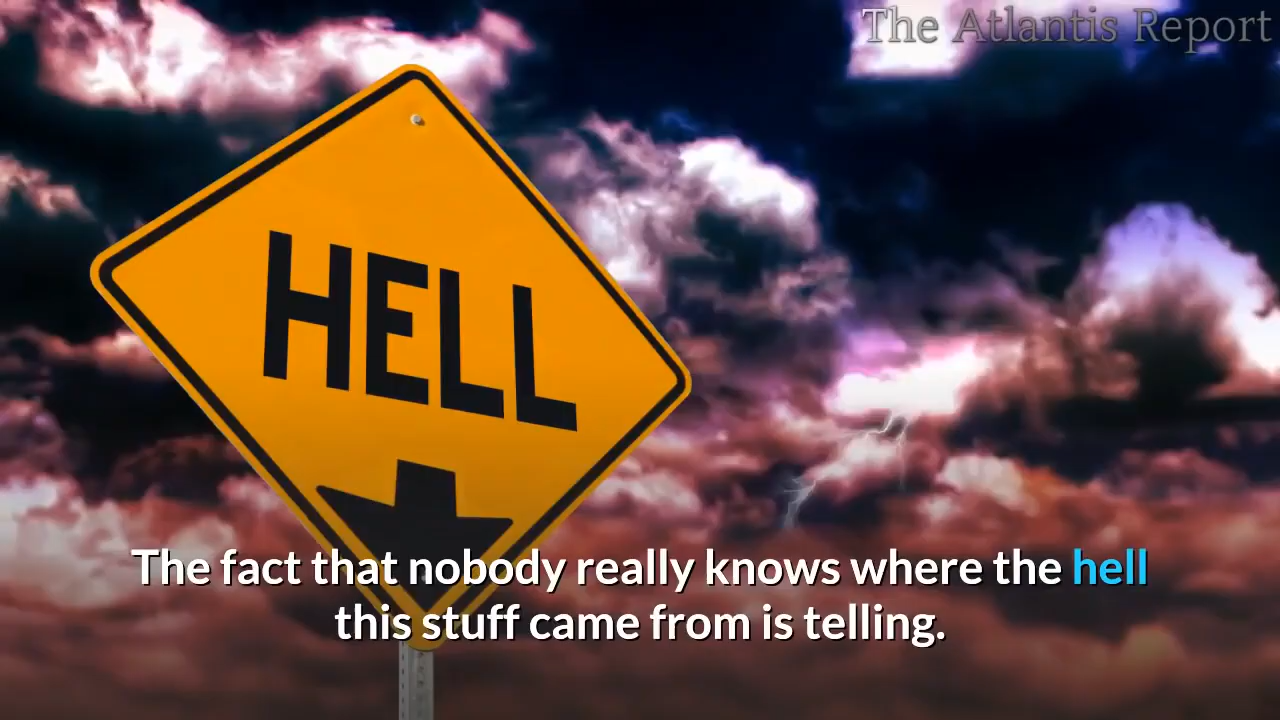 The Atlantis Report
HELL
The fact that nobody really knows where the hell
this stuff came from is telling.